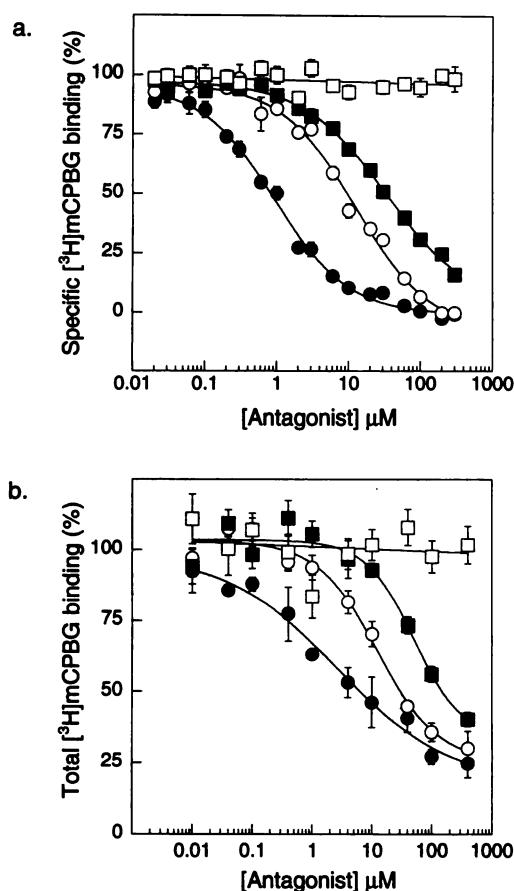 a.
Specific [³H]mCPBG binding (%)
100
75
50
25
0
0.01 0.1 1 10 100 1000
[Antagonist] μM
b.
Total [³H]mCPBG binding (%)
100
75
50
25
0
0.01 0.1 1 10 100 1000
[Antagonist] μM